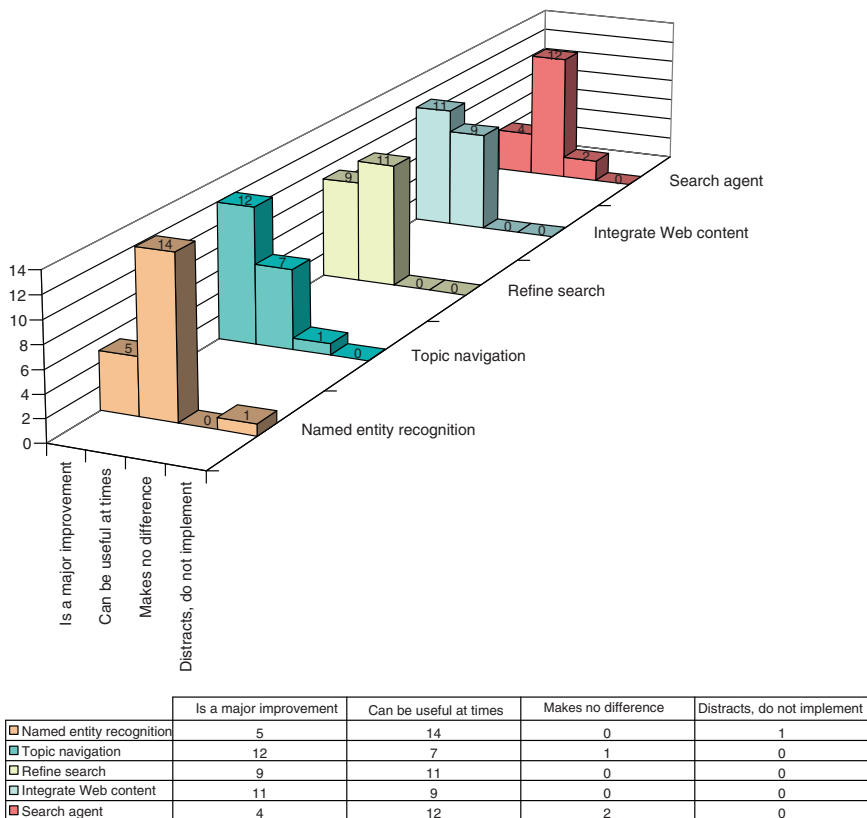 12
4
2
0
Search agent
11
9
0 0
Integrate Web content
9
11
0 0
Refine search
12
7
1
0
Topic navigation
14
5
0
1
Named entity recognition
14
12
10
8
6
4
2
0
Is a major improvement
Can be useful at times
Makes no difference
Distracts, do not implement
Is a major improvement Can be useful at times Makes no difference Distracts, do not implement
Named entity recognition 5 14 0 1
Topic navigation 12 7 1 0
Refine search 9 11 0 0
Integrate Web content 11 9 0 0
Search agent 4 12 2 0